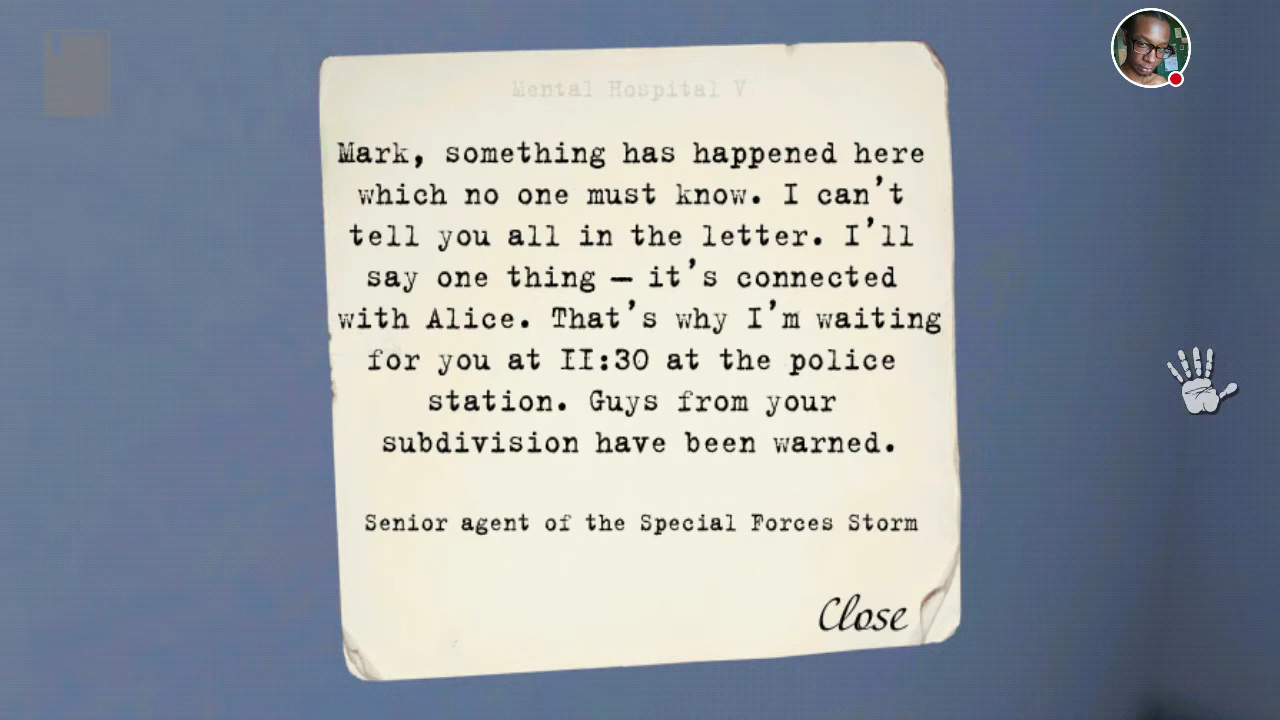 Mental Hospital V
Mark, something has happened here
which no one must know. I can't
tell you all in the letter. I'll
say one thing — it's connected
with Alice. That's why I'm waiting
for you at II:30 at the police
station. Guys from your
subdivision have been warned.
Senior agent of the Special Forces Storm
Close